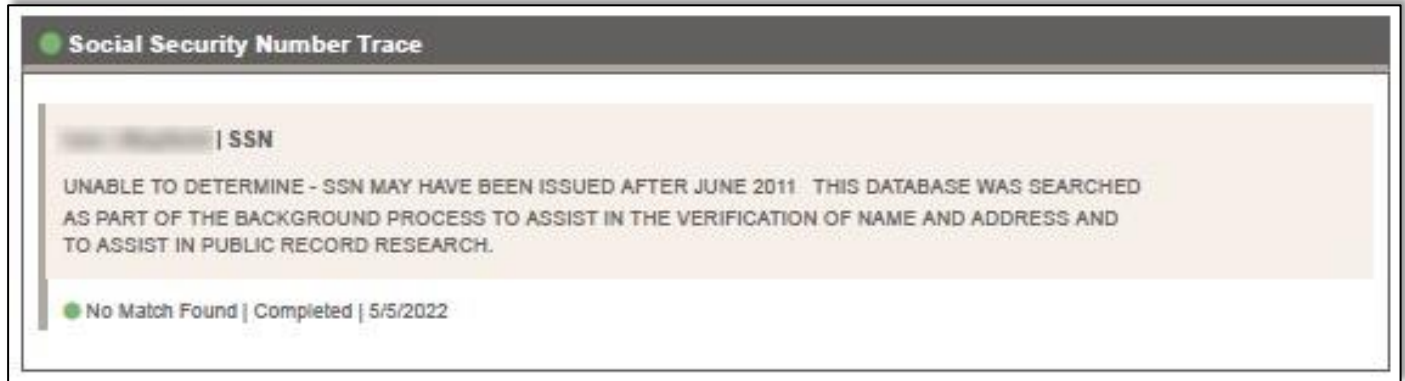 Social Security Number Trace
| SSN
UNABLE TO DETERMINE - SSN MAY HAVE BEEN ISSUED AFTER JUNE 2011 THIS DATABASE WAS SEARCHED
AS PART OF THE BACKGROUND PROCESS TO ASSIST IN THE VERIFICATION OF NAME AND ADDRESS AND
TO ASSIST IN PUBLIC RECORD RESEARCH.
No Match Found | Completed | 5/5/2022